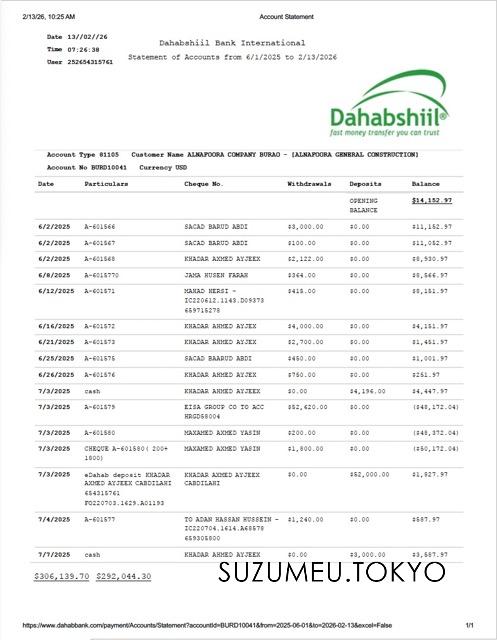 2/13/26, 10:25 AM Account Statement
Date 13//02//26
Time 07:26:38
User 252654315761
Dahabshiil Bank International
Statement of Accounts from 6/1/2025 to 2/13/2026
Dahabshiil®
fast money transfer you can trust
Account Type 81105 Customer Name ALNAFOORA COMPANY BURAO - [ALNAFOORA GENERAL CONSTRUCTION]
Account No BURD10041 Currency USD
Date Particulars Cheque No. Withdrawals Deposits Balance
OPENING BALANCE $14,152.97
6/2/2025 A-601566 SACAD BARUD ABDI $3,000.00 $0.00 $11,152.97
6/2/2025 A-601567 SACAD BARUD ABDI $100.00 $0.00 $11,052.97
6/2/2025 A-601568 KHADAR AHMED AYJEEX $2,122.00 $0.00 $8,930.97
6/8/2025 A-6015770 JAMA HUSEN FARAH $364.00 $0.00 $8,566.97
6/12/2025 A-601571 MAHAD HERSI - $415.00 $0.00 $8,151.97
IC220612.1143.D09373
659715278
6/16/2025 A-601572 KHADAR AHMED AYJEX $4,000.00 $0.00 $4,151.97
6/21/2025 A-601573 KHADAR AHMED AYJEX $2,700.00 $0.00 $1,451.97
6/25/2025 A-601575 SACAD BAARUD ABDI $450.00 $0.00 $1,001.97
6/26/2025 A-601576 KHADAR AHMED AYJEX $750.00 $0.00 $251.97
7/3/2025 cash KHADAR AHMED AYJEEX $0.00 $4,196.00 $4,447.97
7/3/2025 A-601579 EISA GROUP CO TO ACC $52,620.00 $0.00 ($48,172.04)
HRGD58004
7/3/2025 A-601580 MAXAMED AXMED YASIN $200.00 $0.00 ($48,372.04)
7/3/2025 CHEQUE A-601580( 200+ MAXAMED AXMED YASIN $1,800.00 $0.00 ($50,172.04)
1800)
7/3/2025 eDahab deposit KHADAR KHADAR AHMED AYJEEX $0.00 $52,000.00 $1,827.97
AXMED AYJEEX CABDILAHI CABDILAHI
654315761
FO220703.1629.A01193
7/4/2025 A-601577 TO ADAN HASSAN HUSSEIN - $1,240.00 $0.00 $587.97
IC220704.1614.A68578
659305800
7/7/2025 cash KHADAR AHMED AYJEEX $0.00 $3,000.00 $3,587.97
$306,139.70 $292,044.30
SUZUMEU.TOKYO
https://www.dahabbank.com/payment/Accounts/Statement?accountId=BURD10041&from=2025-06-01&to=2026-02-13&excel=False 1/1